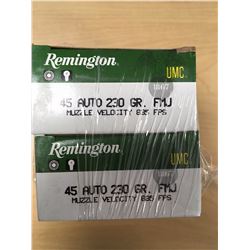 Remington
UMC
1867
45 AUTO 230 GR. FMJ
MUZZLE VELOCITY 835 FPS
Remington
UMC
45 AUTO 230 GR. FMJ
MUZZLE VELOCITY 835 FPS